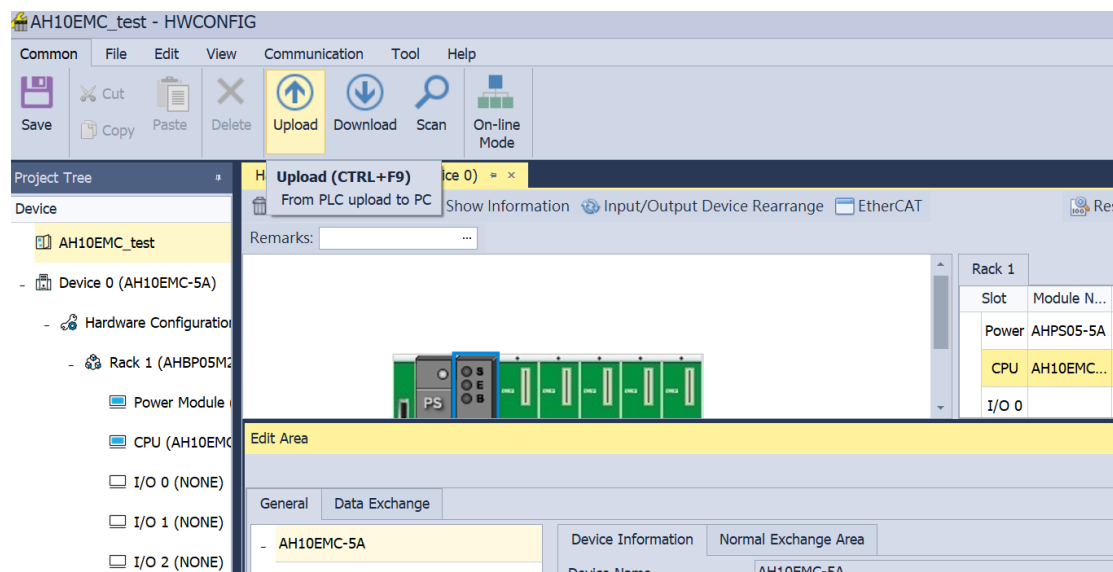 AH10EMC_test - HWCONFIG
Common File Edit View Communication Tool Help
Save Cut Copy Paste Delete Upload Download Scan On-line Mode
Project Tree
Upload (CTRL+F9)
From PLC upload to PC
ice 0)
Device
Show Information Input/Output Device Rearrange EtherCAT
Remarks: ...
AH10EMC_test
Device 0 (AH10EMC-5A)
Hardware Configuration
Rack 1 (AHBP05M2
Power Module
CPU (AH10EMC
I/O 0 (NONE)
I/O 1 (NONE)
I/O 2 (NONE)
PS
S
E
B
Rack 1
Slot Module N...
Power AHPS05-5A
CPU AH10EMC...
I/O 0
Edit Area
General Data Exchange
AH10EMC-5A
Device Information Normal Exchange Area
Device Name AH10EMC-5A